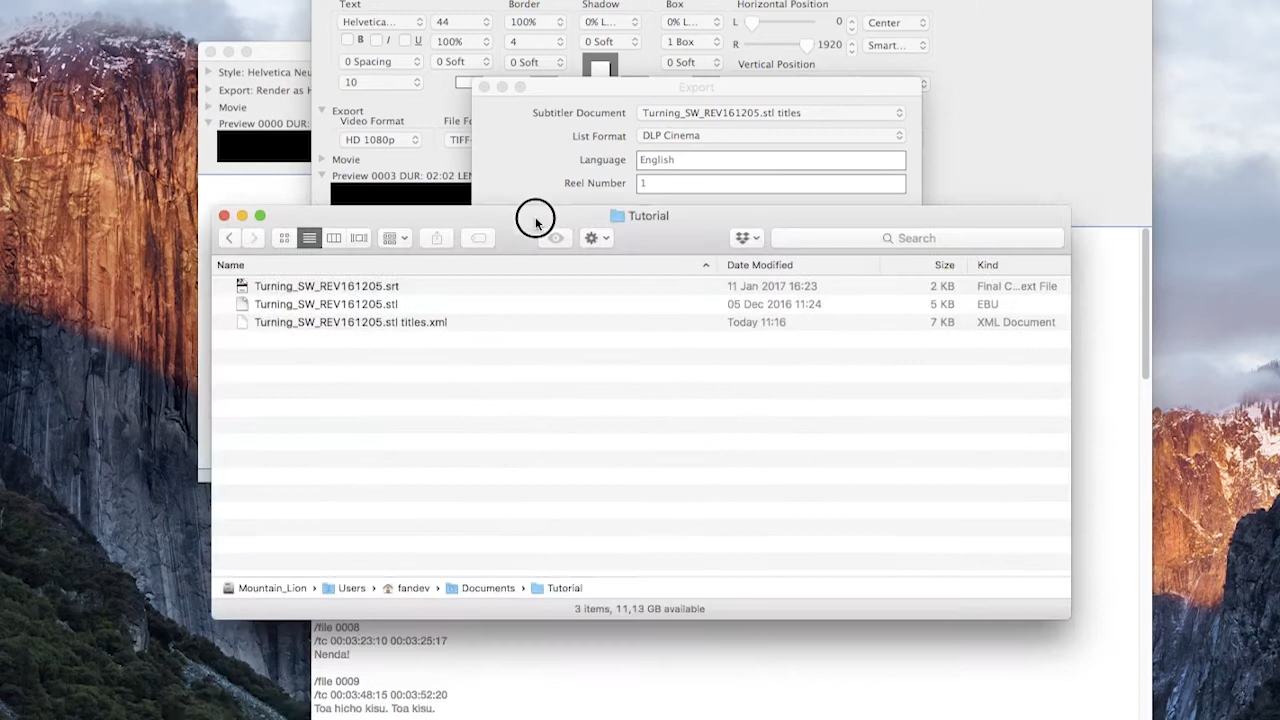 Text Border Shadow Box Horizontal Position
Helvetica... 44 100% 0% L... 0% L... L 0 Center
B I U 100% 4 0 Soft 1 Box R 1920 Smart...
0 Spacing 0 Soft 0 Soft 0 Soft Vertical Position
10
Style: Helvetica Neu
Export: Render as H
Movie
Preview 0000 DUR:
Export
Video Format File Fo
HD 1080p TIFF-
Movie
Preview 0003 DUR: 02:02 LEN
Export
Subtitler Document Turning_SW_REV161205.stl titles
List Format DLP Cinema
Language English
Reel Number 1
Tutorial
Search
Name Date Modified Size Kind
Turning_SW_REV161205.srt 11 Jan 2017 16:23 2 KB Final C...ext File
Turning_SW_REV161205.stl 05 Dec 2016 11:24 5 KB EBU
Turning_SW_REV161205.stl titles.xml Today 11:16 7 KB XML Document
Mountain_Lion › Users › fandev › Documents › Tutorial
3 items, 11,13 GB available
/file 0008
/tc 00:03:23:10 00:03:25:17
Nenda!
/file 0009
/tc 00:03:48:15 00:03:52:20
Toa hicho kisu. Toa kisu.